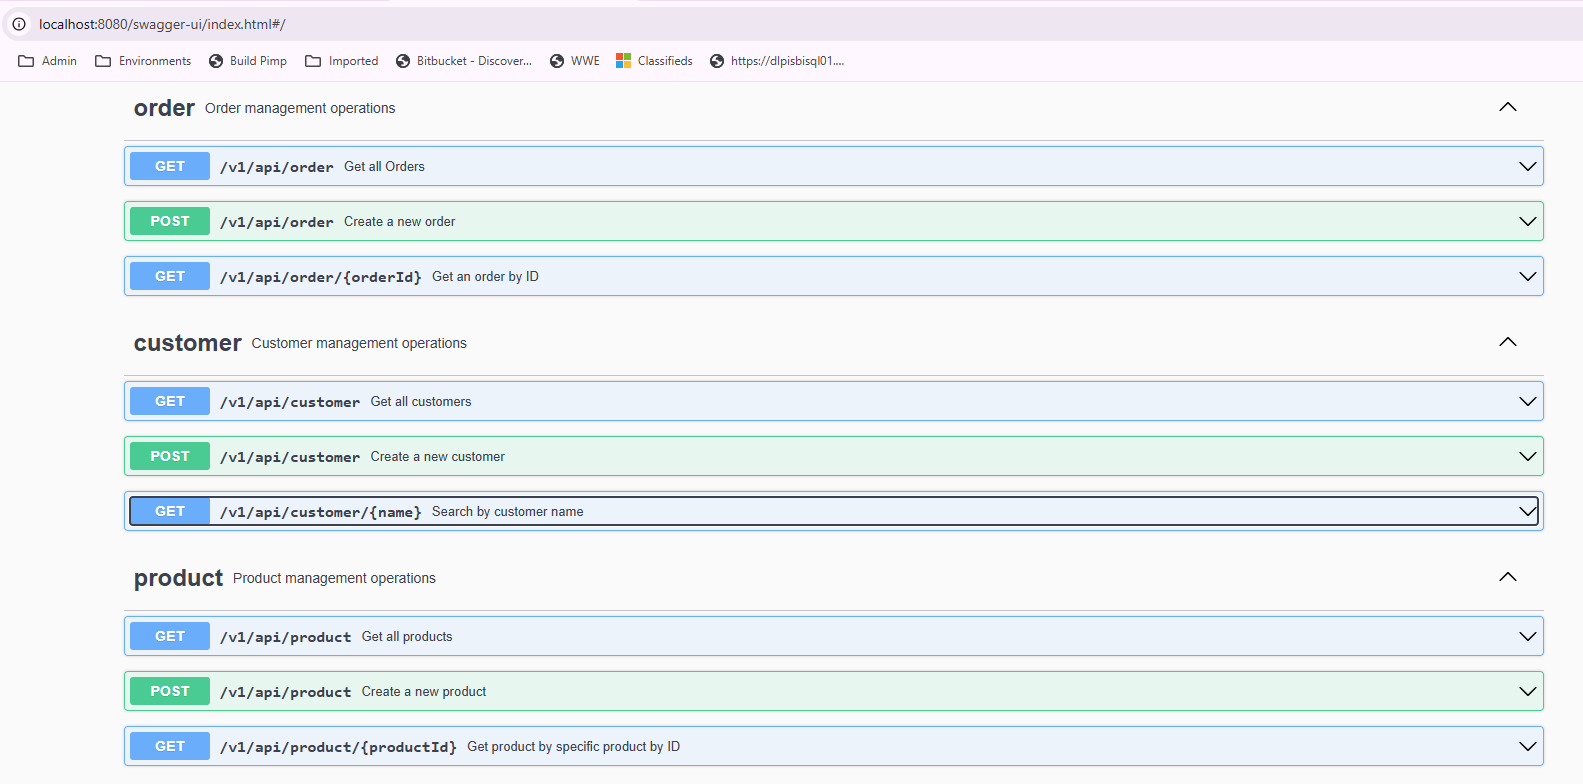 localhost:8080/swagger-ui/index.html#/
Admin Environments Build Pimp Imported Bitbucket - Discover... WWE Classifieds https://dlpisbisql01....
order Order management operations
GET /v1/api/order Get all Orders
POST /v1/api/order Create a new order
GET /v1/api/order/{orderId} Get an order by ID
customer Customer management operations
GET /v1/api/customer Get all customers
POST /v1/api/customer Create a new customer
GET /v1/api/customer/{name} Search by customer name
product Product management operations
GET /v1/api/product Get all products
POST /v1/api/product Create a new product
GET /v1/api/product/{productId} Get product by specific product by ID